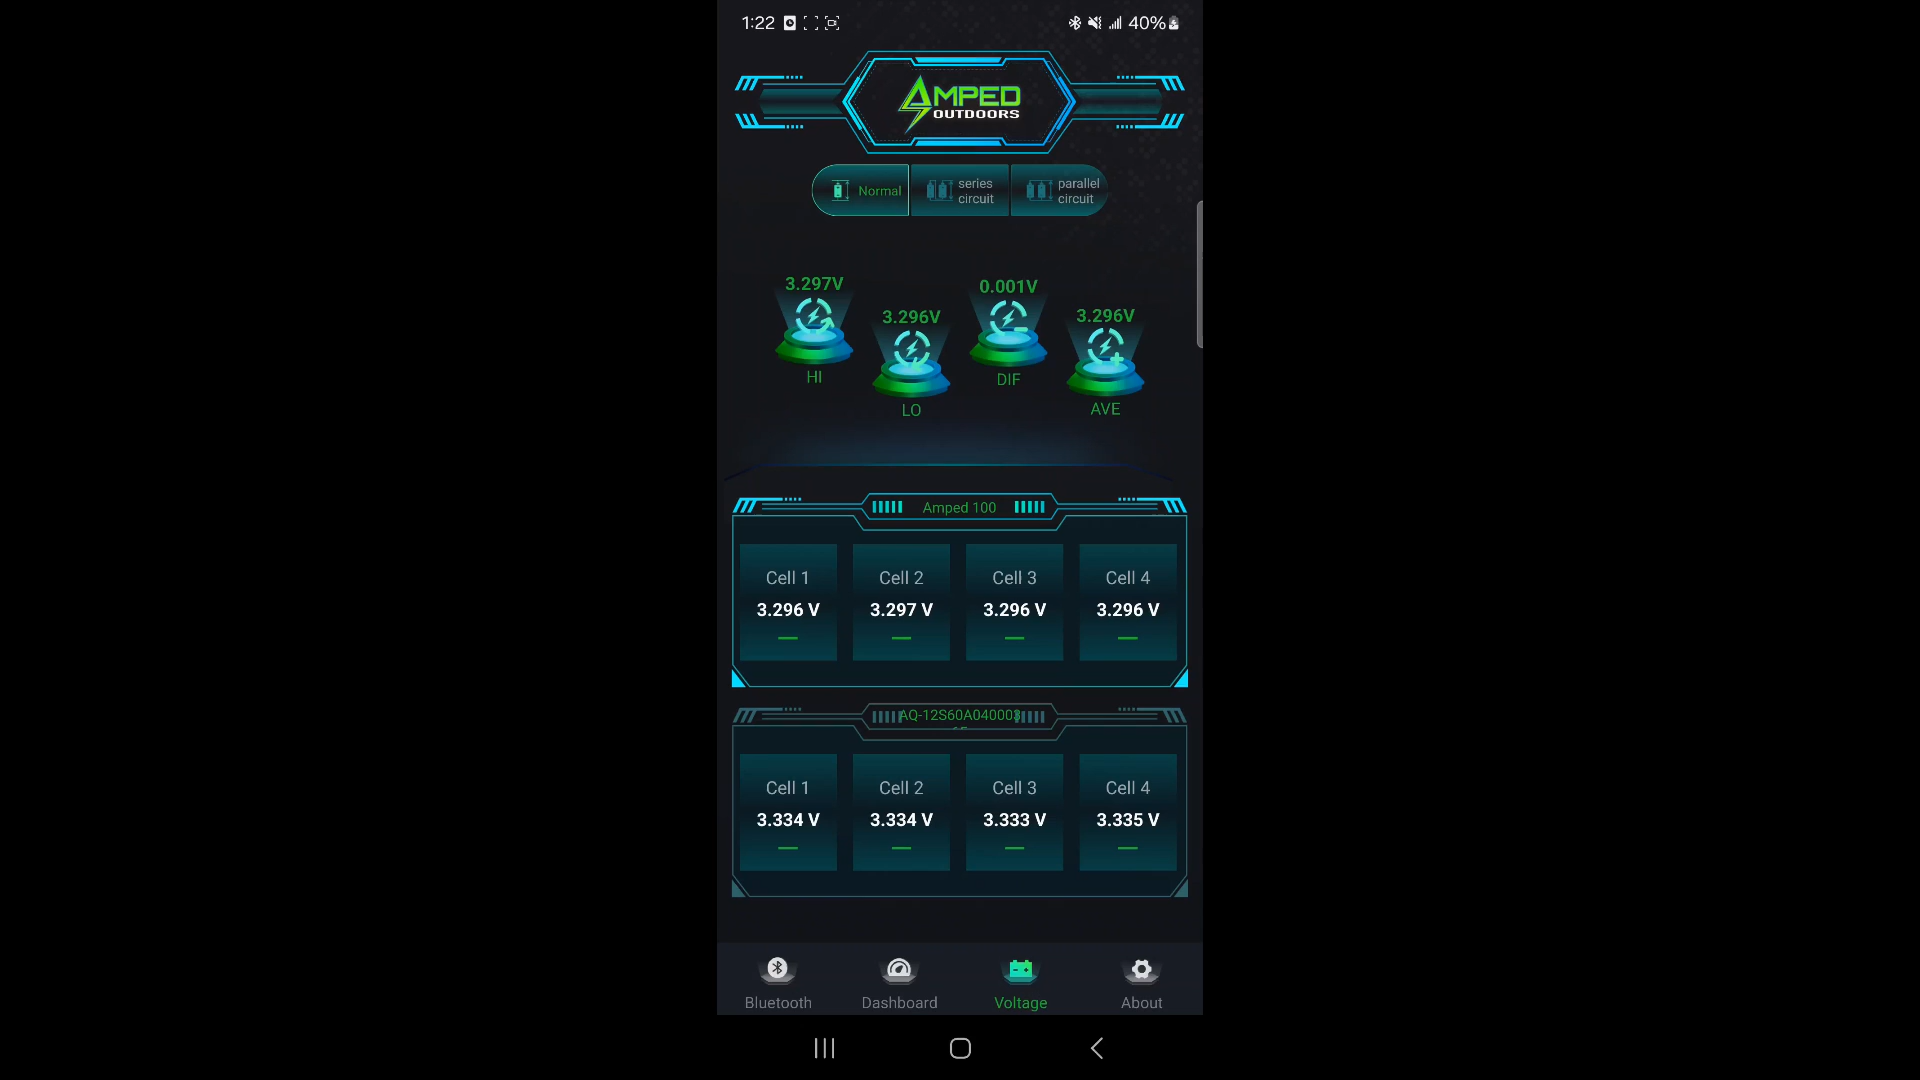 1:22
40%
AMPED
OUTDOORS
Normal
series
circuit
parallel
circuit
3.297V
HI
3.296V
LO
0.001V
DIF
3.296V
AVE
Amped 100
Cell 1
3.296 V
Cell 2
3.297 V
Cell 3
3.296 V
Cell 4
3.296 V
AQ-12S60A040003
Cell 1
3.334 V
Cell 2
3.334 V
Cell 3
3.333 V
Cell 4
3.335 V
Bluetooth
Dashboard
Voltage
About